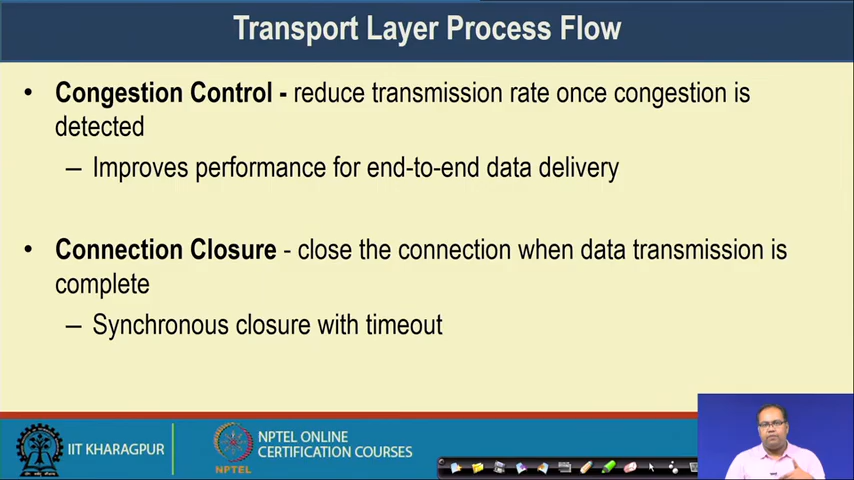 Transport Layer Process Flow
• Congestion Control - reduce transmission rate once congestion is
detected
– Improves performance for end-to-end data delivery
• Connection Closure - close the connection when data transmission is
complete
– Synchronous closure with timeout
IIT KHARAGPUR
NPTEL
NPTEL ONLINE
CERTIFICATION COURSES